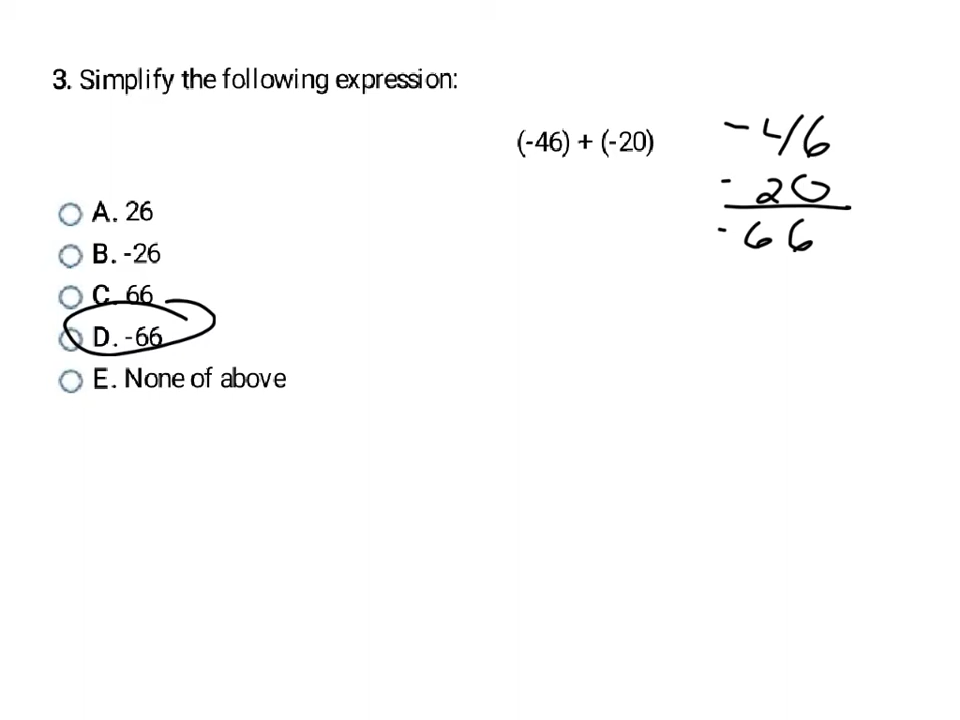 3. Simplify the following expression:
(-46) + (-20)
-46
- 20
-66
A. 26
B. -26
C. 66
D. -66
E. None of above